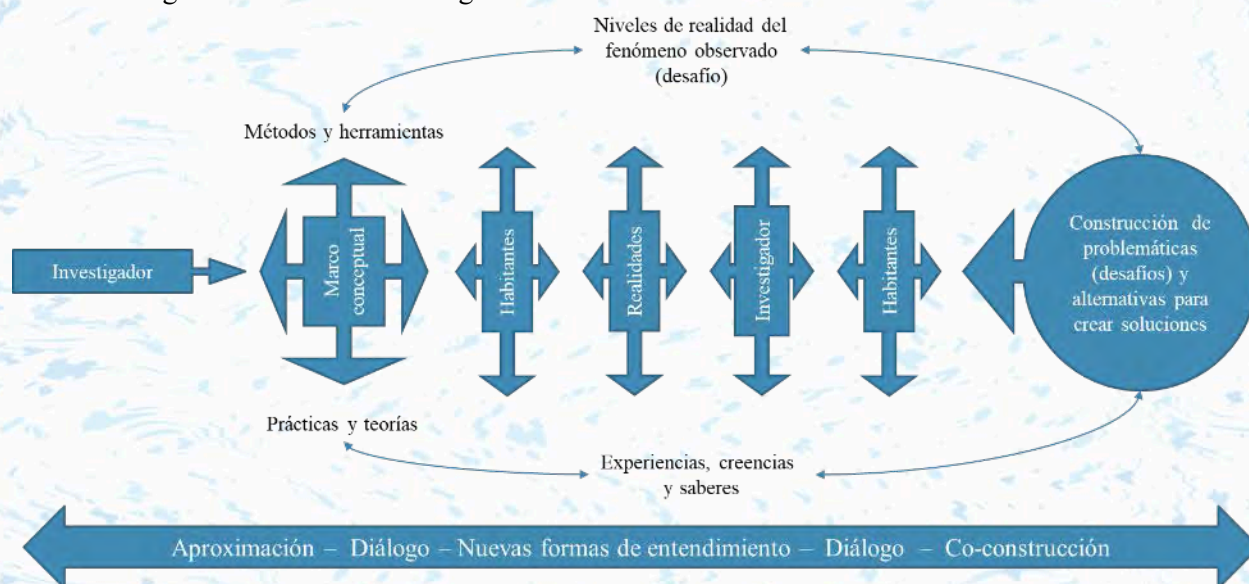 Niveles de realidad del
fenómeno observado
(desafío)
Métodos y herramientas
Investigador
Marco
conceptual
Habitantes
Realidades
Investigador
Habitantes
Construcción de
problemáticas
(desafíos) y
alternativas para
crear soluciones
Prácticas y teorías
Experiencias, creencias
y saberes
Aproximación – Diálogo – Nuevas formas de entendimiento – Diálogo – Co-construcción